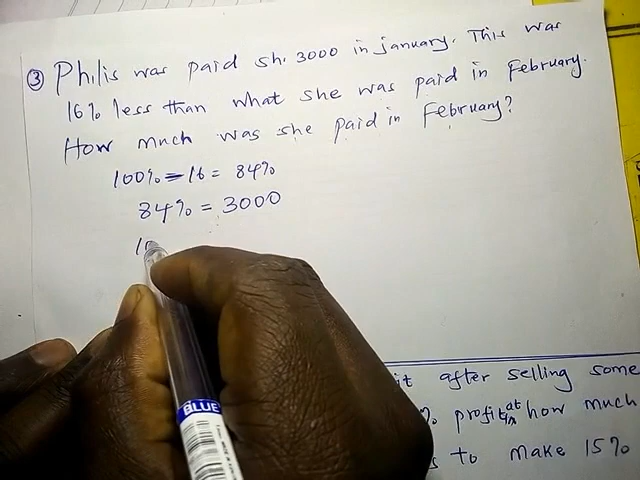 ③ Philis was paid sh. 3000 in january. This was
16% less than what she was paid in February.
How much was she paid in February?
100% - 16 = 84%
84% = 3000
10
it after selling some
% profit at how much
to make 15%
BLUE